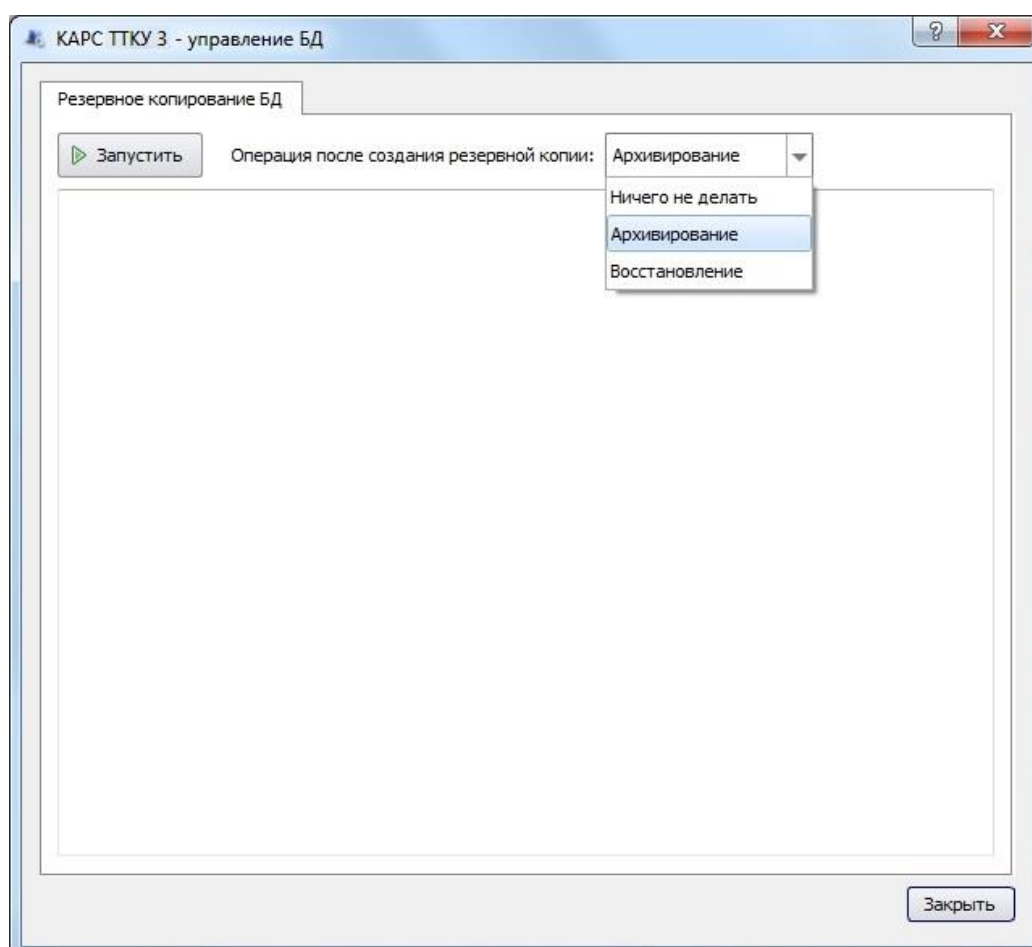 КАРС ТТКУ 3 - управление БД
Резервное копирование БД
Запустить
Операция после создания резервной копии: Архивирование
Ничего не делать
Архивирование
Восстановление
Закрыть